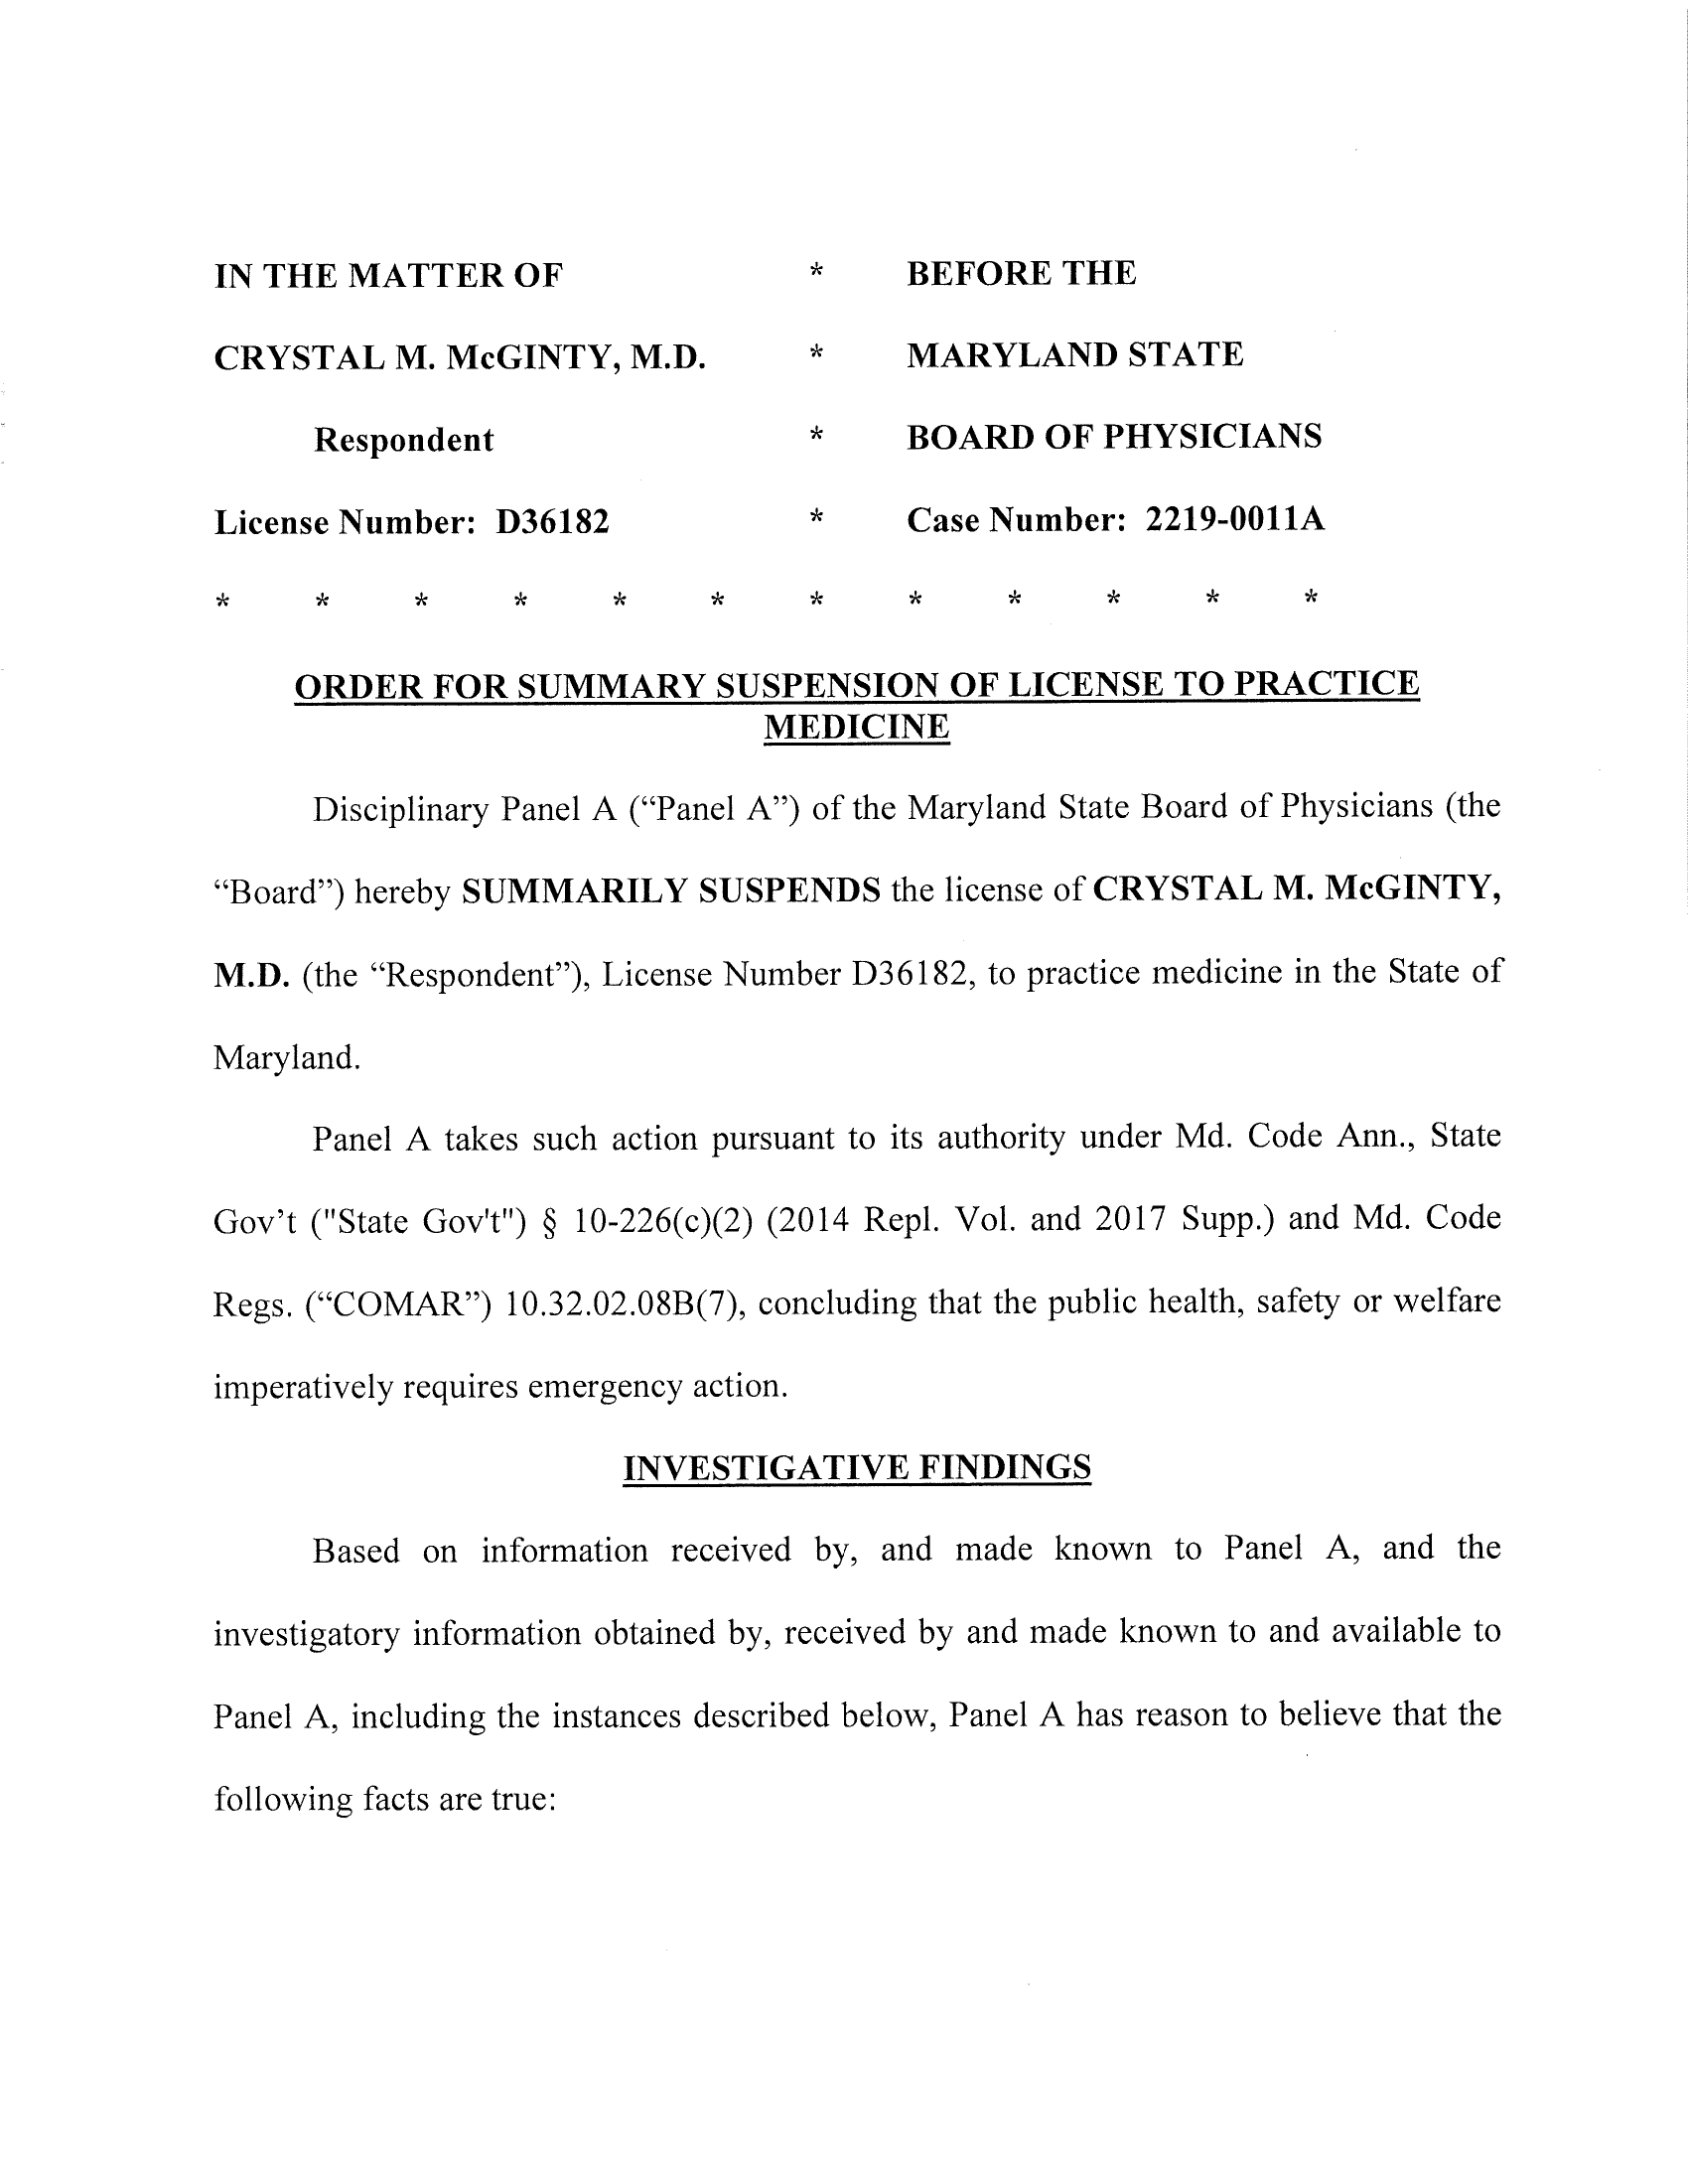 IN THE MATTER OF * BEFORE THE
CRYSTAL M. McGINTY, M.D. * MARYLAND STATE
Respondent * BOARD OF PHYSICIANS
License Number: D36182 * Case Number: 2219-0011A
* * * * * * * * * * * *
ORDER FOR SUMMARY SUSPENSION OF LICENSE TO PRACTICE
MEDICINE
Disciplinary Panel A (“Panel A”) of the Maryland State Board of Physicians (the
“Board”) hereby SUMMARILY SUSPENDS the license of CRYSTAL M. McGINTY,
M.D. (the “Respondent”), License Number D36182, to practice medicine in the State of
Maryland.
Panel A takes such action pursuant to its authority under Md. Code Ann., State
Gov’t ("State Gov't") § 10-226(c)(2) (2014 Repl. Vol. and 2017 Supp.) and Md. Code
Regs. (“COMAR”) 10.32.02.08B(7), concluding that the public health, safety or welfare
imperatively requires emergency action.
INVESTIGATIVE FINDINGS
Based on information received by, and made known to Panel A, and the
investigatory information obtained by, received by and made known to and available to
Panel A, including the instances described below, Panel A has reason to believe that the
following facts are true: